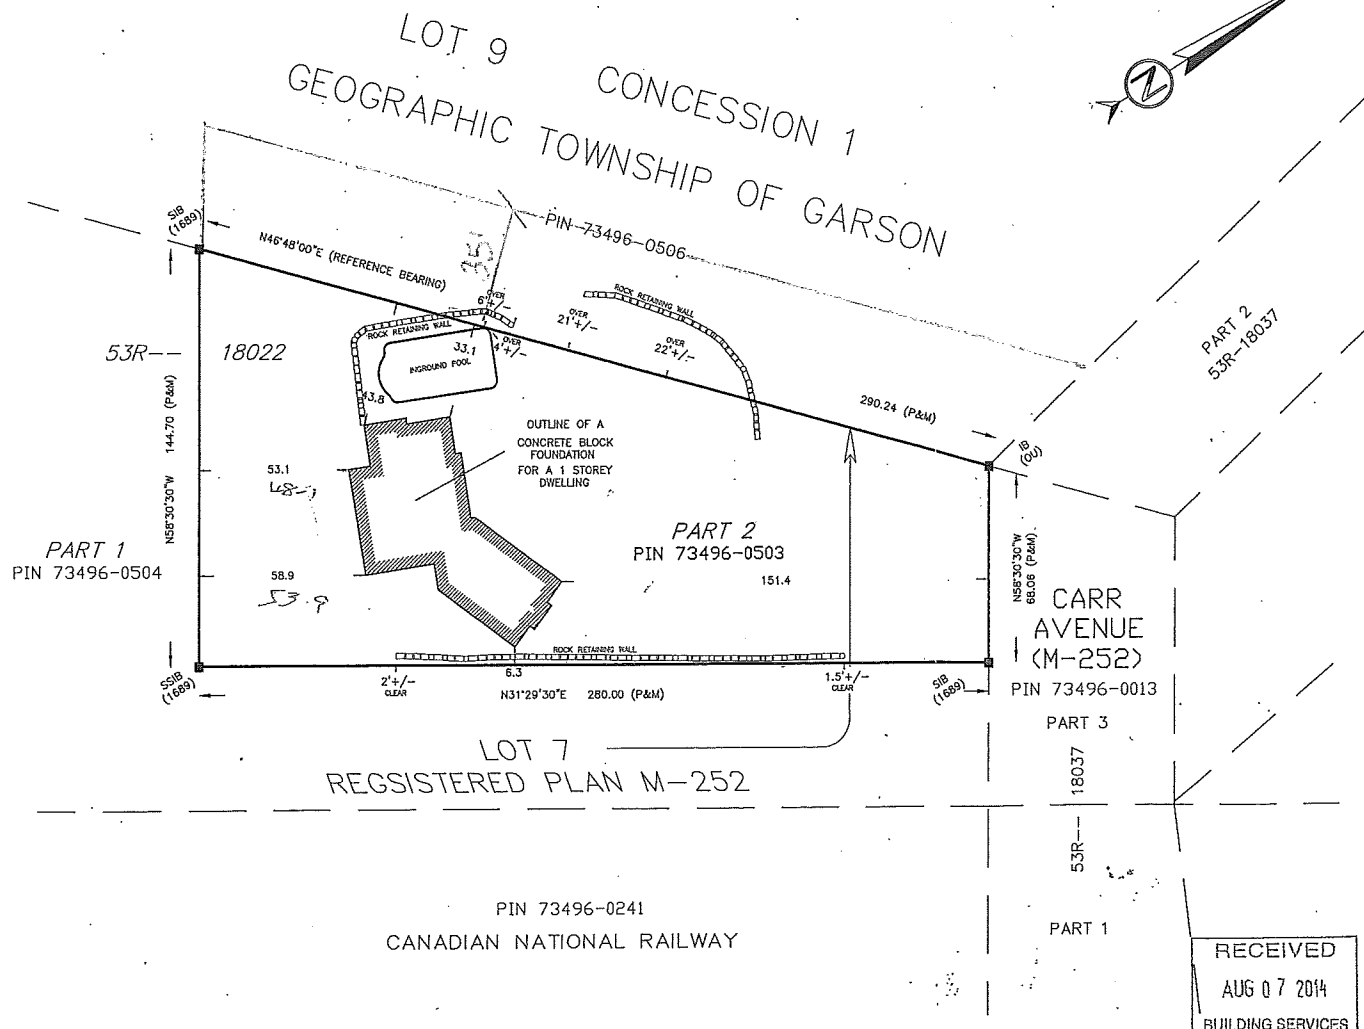 LOT 9
CONCESSION 1
GEOGRAPHIC TOWNSHIP OF GARSON
N
SIB
(1689)
N46°48'00"E (REFERENCE BEARING)
PIN 73496-0506
35'
OVER
6'+/-
ROCK RETAINING WALL
OVER
21'+/-
OVER
22'+/-
ROCK RETAINING WALL
33.1
OVER
4'+/-
INGROUND POOL
43.8
53R-- 18022
N58°30'30"W 144.70 (P&M)
PART 2
53R-18037
290.24 (P&M)
IB
(OU)
OUTLINE OF A
CONCRETE BLOCK
FOUNDATION
FOR A 1 STOREY
DWELLING
53.1
PART 2
PIN 73496-0503
PART 1
PIN 73496-0504
58.9
53.9
151.4
N58°30'30"W
68.06 (P&M)
CARR
AVENUE
(M-252)
PIN 73496-0013
ROCK RETAINING WALL
SSIB
(1689)
2'+/-
CLEAR
6.3
N31°29'30"E 280.00 (P&M)
1.5'+/-
CLEAR
SIB
(1689)
PART 3
LOT 7
REGSISTERED PLAN M-252
53R-- 18037
PIN 73496-0241
CANADIAN NATIONAL RAILWAY
PART 1
RECEIVED
AUG 07 2014
BUILDING SERVICES